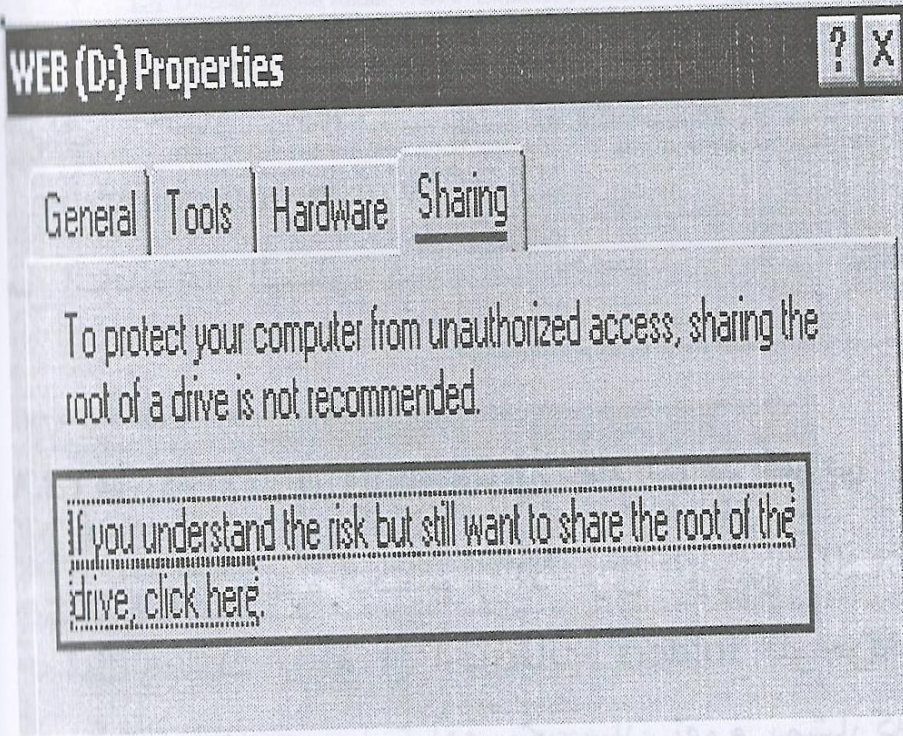 WEB (D:) Properties ? X
General Tools Hardware Sharing
To protect your computer from unauthorized access, sharing the
root of a drive is not recommended.
If you understand the risk but still want to share the root of the
drive, click here.